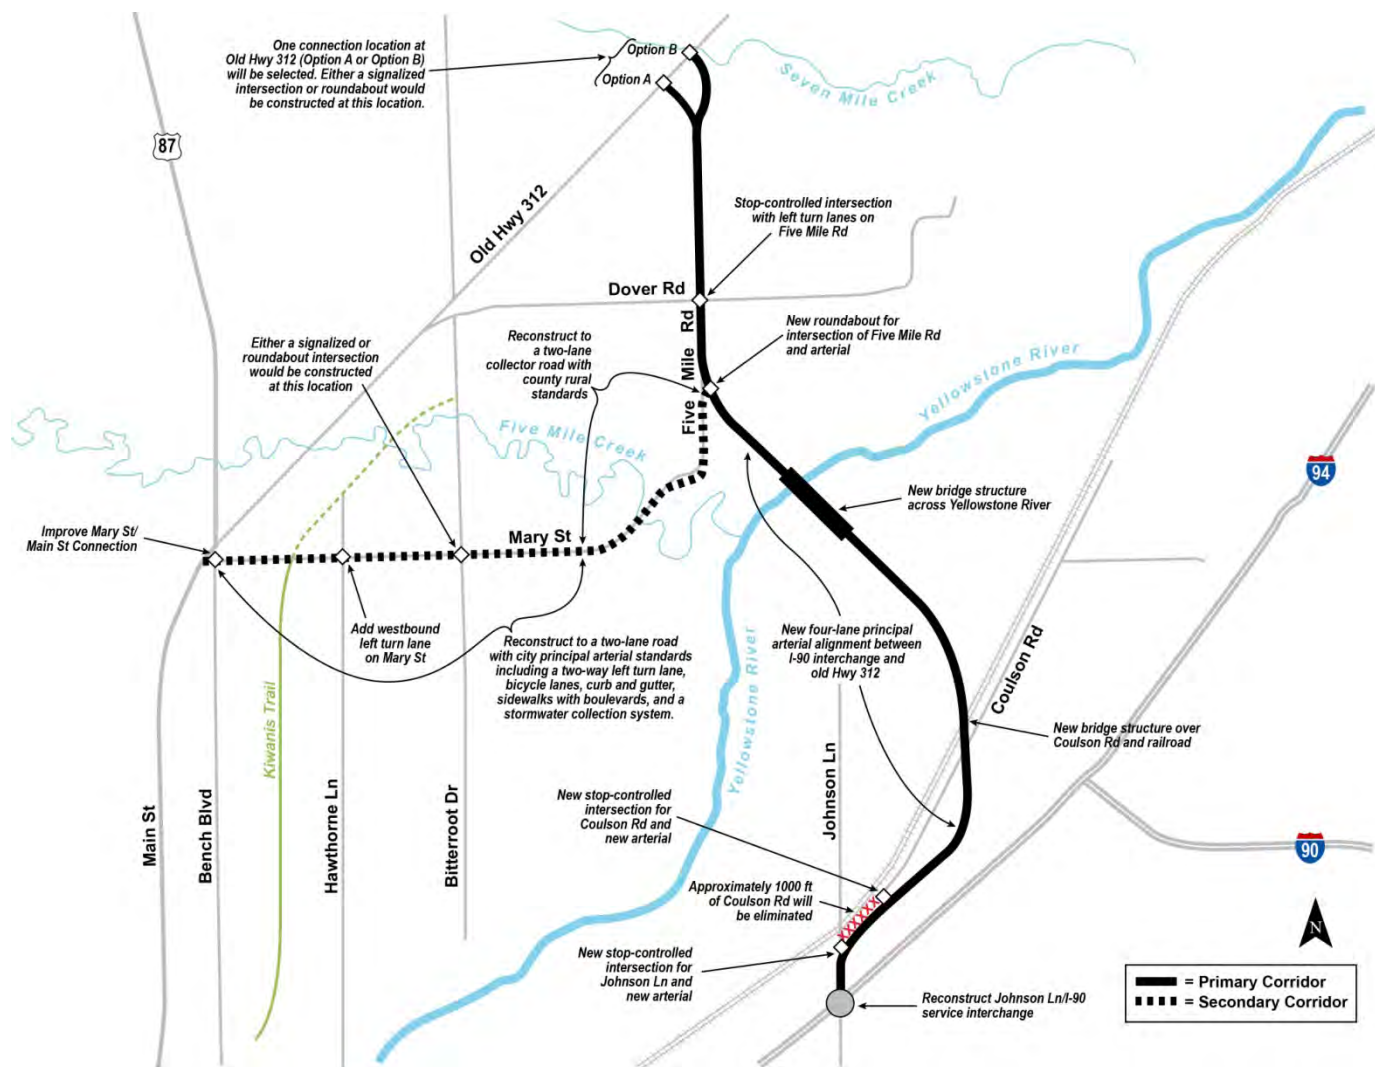 One connection location at
Old Hwy 312 (Option A or Option B)
will be selected. Either a signalized
intersection or roundabout would
be constructed at this location.
Option B
Option A
Seven Mile Creek
87
Old Hwy 312
Stop-controlled intersection
with left turn lanes on
Five Mile Rd
Dover Rd
Five Mile Rd
New roundabout for
intersection of Five Mile Rd
and arterial
Reconstruct to
a two-lane
collector road with
county rural
standards
Either a signalized or
roundabout intersection
would be constructed
at this location
Yellowstone River
Five Mile Creek
94
New bridge structure
across Yellowstone River
Improve Mary St/
Main St Connection
Mary St
Add westbound
left turn lane
on Mary St
Reconstruct to a two-lane road
with city principal arterial standards
including a two-way left turn lane,
bicycle lanes, curb and gutter,
sidewalks with boulevards, and a
stormwater collection system.
New four-lane principal
arterial alignment between
I-90 interchange and
old Hwy 312
Yellowstone River
Coulson Rd
Kiwanis Trail
New bridge structure over
Coulson Rd and railroad
Main St
Bench Blvd
Hawthorne Ln
Bitterroot Dr
Johnson Ln
New stop-controlled
intersection for
Coulson Rd and
new arterial
90
Approximately 1000 ft
of Coulson Rd will
be eliminated
XXXXXX
New stop-controlled
intersection for
Johnson Ln and
new arterial
Reconstruct Johnson Ln/I-90
service interchange
N
= Primary Corridor
= Secondary Corridor